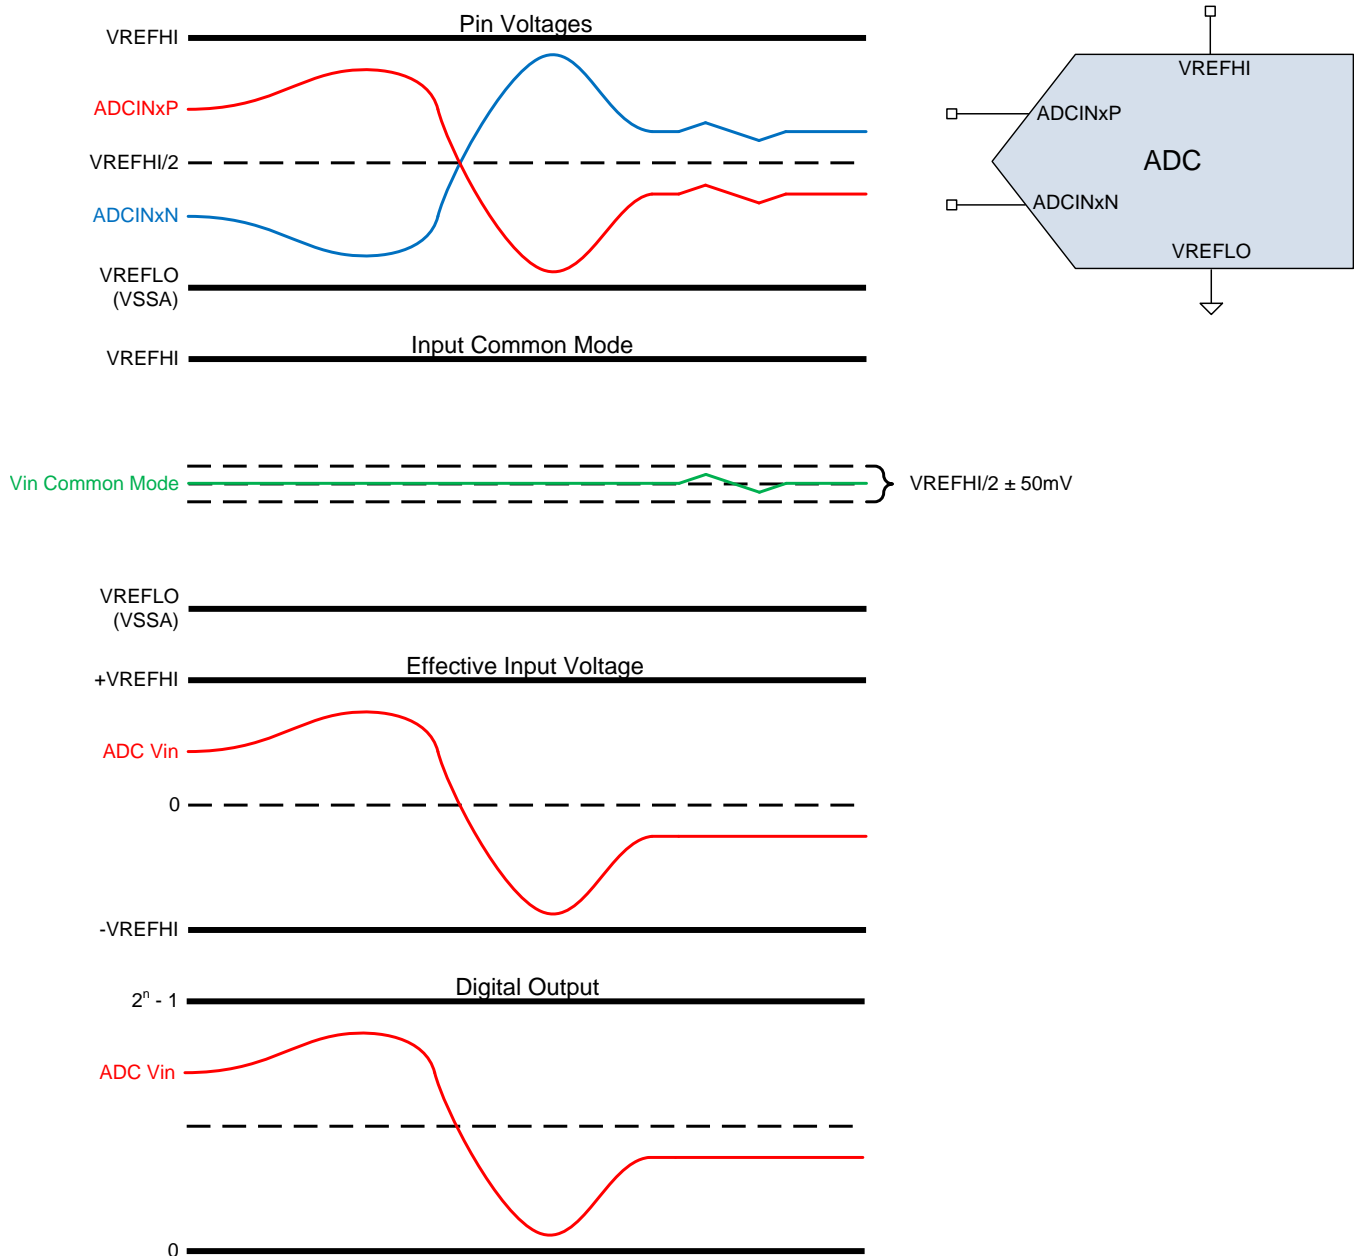 Pin Voltages
VREFHI
ADCINxP
VREFHI/2
ADCINxN
VREFLO
(VSSA)
VREFHI
ADCINxP
ADC
ADCINxN
VREFLO
Input Common Mode
VREFHI
Vin Common Mode
VREFHI/2 ± 50mV
VREFLO
(VSSA)
Effective Input Voltage
+VREFHI
ADC Vin
0
-VREFHI
Digital Output
2ⁿ - 1
ADC Vin
0